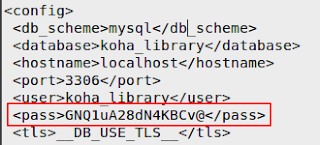 <config>
<db_scheme>mysql</db_scheme>
<database>koha_library</database>
<hostname>localhost</hostname>
<port>3306</port>
<user>koha_library</user>
<pass>GNQ1uA28dN4KBCv@</pass>
<tls>__DB_USE_TLS__</tls>